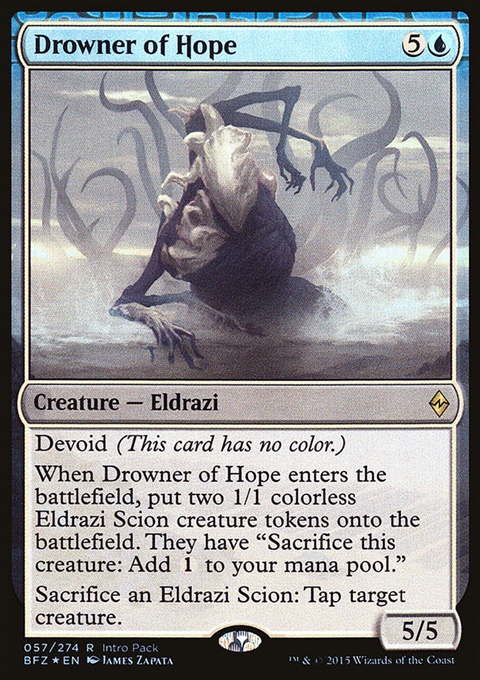 Drowner of Hope 5
Creature — Eldrazi
Devoid (This card has no color.)
When Drowner of Hope enters the
battlefield, put two 1/1 colorless
Eldrazi Scion creature tokens onto the
battlefield. They have “Sacrifice this
creature: Add 1 to your mana pool.”
Sacrifice an Eldrazi Scion: Tap target
creature.
5/5
057/274 R Intro Pack
BFZ ★ EN James Zapata
™ & © 2015 Wizards of the Coast